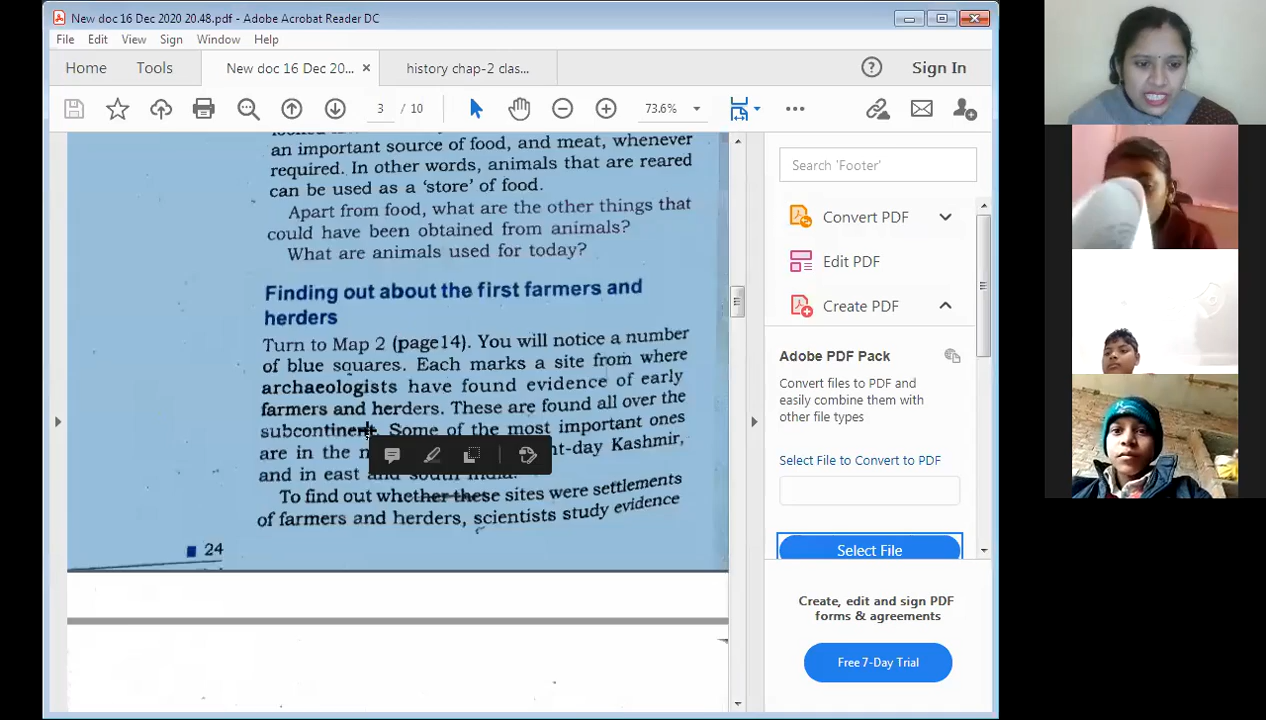 New doc 16 Dec 2020 20.48.pdf - Adobe Acrobat Reader DC
File Edit View Sign Window Help
Home Tools New doc 16 Dec 20... × history chap-2 clas... Sign In
3 / 10 73.6%
an important source of food, and meat, whenever
required. In other words, animals that are reared
can be used as a ‘store’ of food.
Apart from food, what are the other things that
could have been obtained from animals?
What are animals used for today?
Finding out about the first farmers and
herders
Turn to Map 2 (page14). You will notice a number
of blue squares. Each marks a site from where
archaeologists have found evidence of early
farmers and herders. These are found all over the
subcontinent. Some of the most important ones
are in the Kashmir,
and in east and south India.
To find out whether these sites were settlements
of farmers and herders, scientists study evidence
24
Search 'Footer'
Convert PDF
Edit PDF
Create PDF
Adobe PDF Pack
Convert files to PDF and
easily combine them with
other file types
Select File to Convert to PDF
Select File
Create, edit and sign PDF
forms & agreements
Free 7-Day Trial